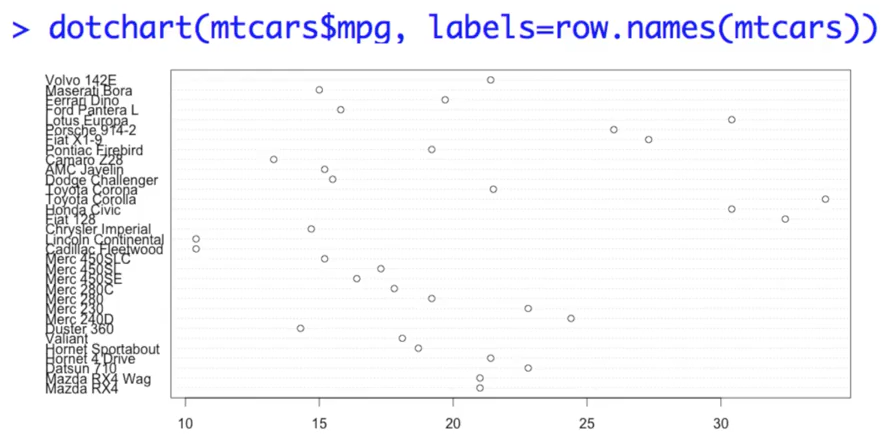 > dotchart(mtcars$mpg, labels=row.names(mtcars))
Volvo 142E
Maserati Bora
Ferrari Dino
Ford Pantera L
Lotus Europa
Porsche 914-2
Fiat X1-9
Pontiac Firebird
Camaro Z28
AMC Javelin
Dodge Challenger
Toyota Corona
Toyota Corolla
Honda Civic
Fiat 128
Chrysler Imperial
Lincoln Continental
Cadillac Fleetwood
Merc 450SLC
Merc 450SL
Merc 450SE
Merc 280C
Merc 280
Merc 230
Merc 240D
Duster 360
Valiant
Hornet Sportabout
Hornet 4 Drive
Datsun 710
Mazda RX4 Wag
Mazda RX4
10 15 20 25 30